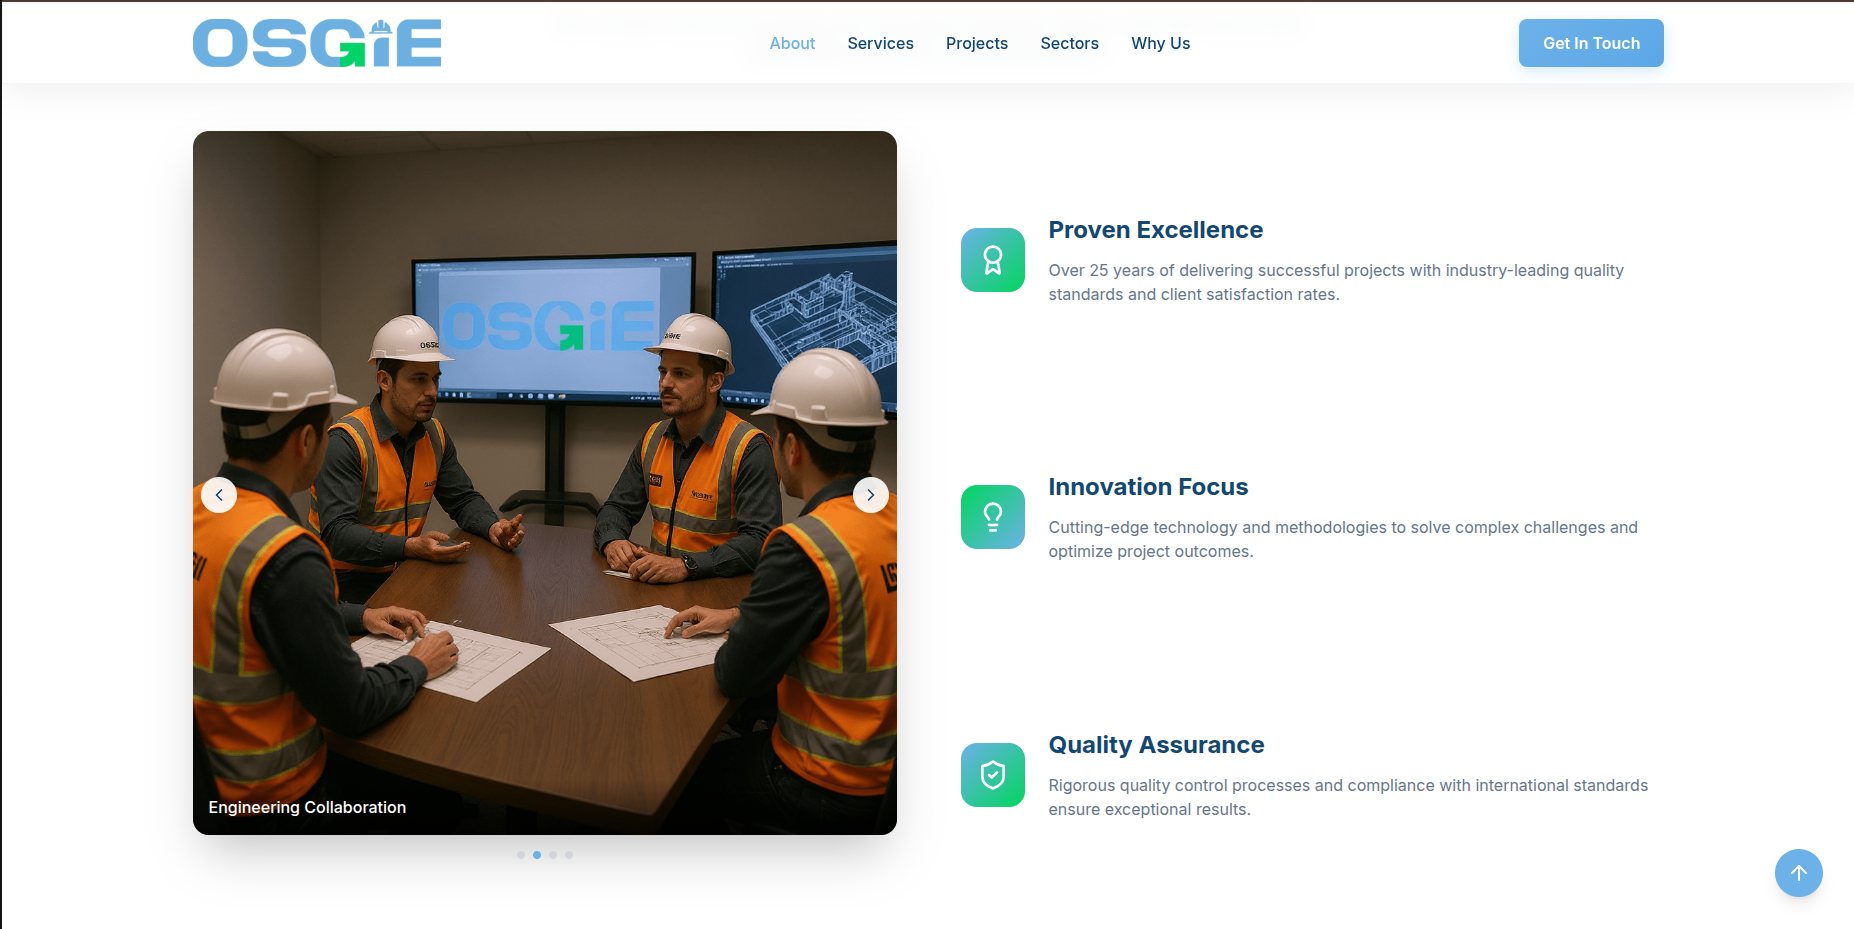 OSGiE
About
Services
Projects
Sectors
Why Us
Get In Touch
OSGiE
Engineering Collaboration
Proven Excellence
Over 25 years of delivering successful projects with industry-leading quality
standards and client satisfaction rates.
Innovation Focus
Cutting-edge technology and methodologies to solve complex challenges and
optimize project outcomes.
Quality Assurance
Rigorous quality control processes and compliance with international standards
ensure exceptional results.